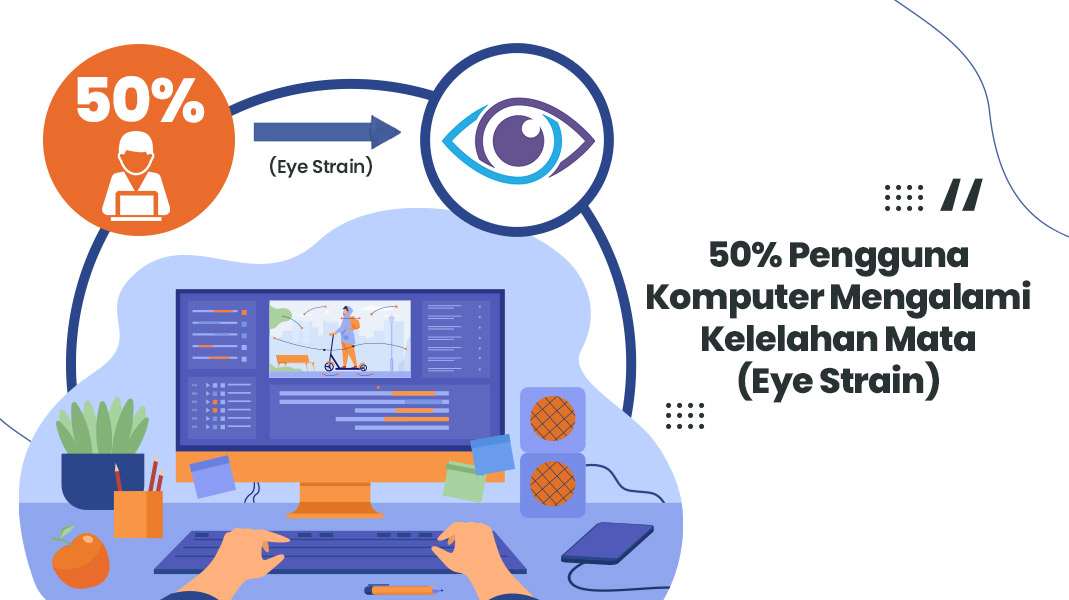 50%
(Eye Strain)
50% Pengguna
Komputer Mengalami
Kelelahan Mata
(Eye Strain)